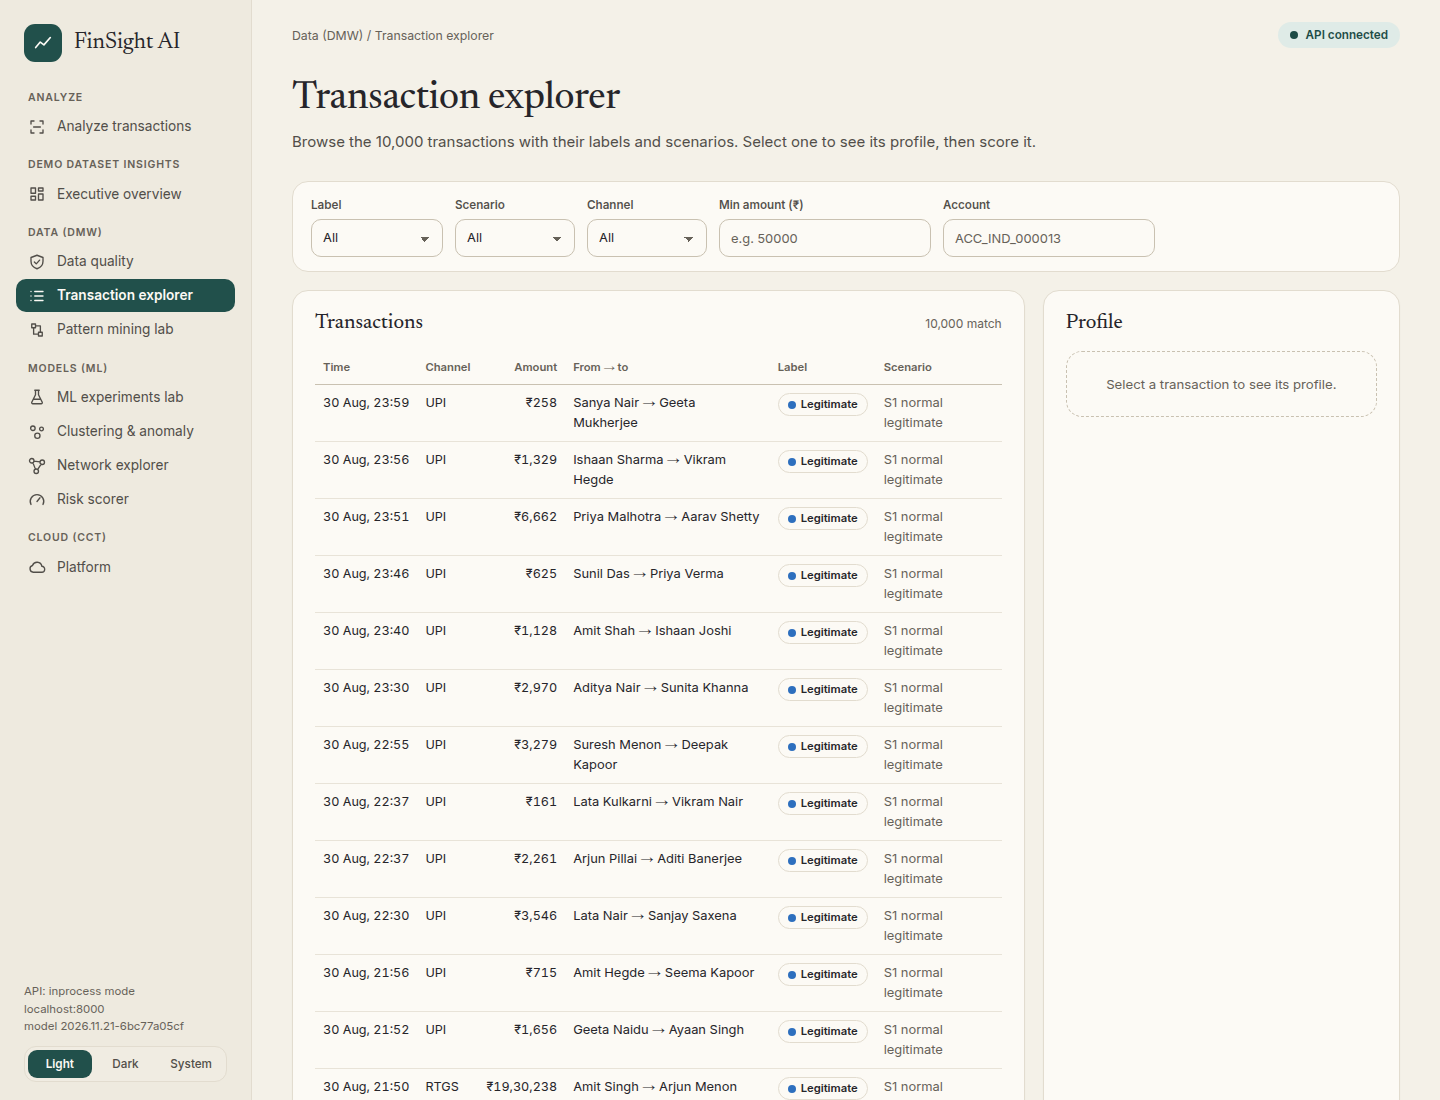 FinSight AI
ANALYZE
Analyze transactions
DEMO DATASET INSIGHTS
Executive overview
DATA (DMW)
Data quality
Transaction explorer
Pattern mining lab
MODELS (ML)
ML experiments lab
Clustering & anomaly
Network explorer
Risk scorer
CLOUD (CCT)
Platform
API: inprocess mode
localhost:8000
model 2026.11.21-6bc77a05cf
Light Dark System
Data (DMW) / Transaction explorer
API connected
Transaction explorer
Browse the 10,000 transactions with their labels and scenarios. Select one to see its profile, then score it.
Label Scenario Channel Min amount (₹) Account
All All All e.g. 50000 ACC_IND_000013
Transactions 10,000 match
Time Channel Amount From → to Label Scenario
30 Aug, 23:59 UPI ₹258 Sanya Nair → Geeta Legitimate S1 normal
Mukherjee legitimate
30 Aug, 23:56 UPI ₹1,329 Ishaan Sharma → Vikram Legitimate S1 normal
Hegde legitimate
30 Aug, 23:51 UPI ₹6,662 Priya Malhotra → Aarav Shetty Legitimate S1 normal
legitimate
30 Aug, 23:46 UPI ₹625 Sunil Das → Priya Verma Legitimate S1 normal
legitimate
30 Aug, 23:40 UPI ₹1,128 Amit Shah → Ishaan Joshi Legitimate S1 normal
legitimate
30 Aug, 23:30 UPI ₹2,970 Aditya Nair → Sunita Khanna Legitimate S1 normal
legitimate
30 Aug, 22:55 UPI ₹3,279 Suresh Menon → Deepak Legitimate S1 normal
Kapoor legitimate
30 Aug, 22:37 UPI ₹161 Lata Kulkarni → Vikram Nair Legitimate S1 normal
legitimate
30 Aug, 22:37 UPI ₹2,261 Arjun Pillai → Aditi Banerjee Legitimate S1 normal
legitimate
30 Aug, 22:30 UPI ₹3,546 Lata Nair → Sanjay Saxena Legitimate S1 normal
legitimate
30 Aug, 21:56 UPI ₹715 Amit Hegde → Seema Kapoor Legitimate S1 normal
legitimate
30 Aug, 21:52 UPI ₹1,656 Geeta Naidu → Ayaan Singh Legitimate S1 normal
legitimate
30 Aug, 21:50 RTGS ₹19,30,238 Amit Singh → Arjun Menon Legitimate S1 normal
Profile
Select a transaction to see its profile.